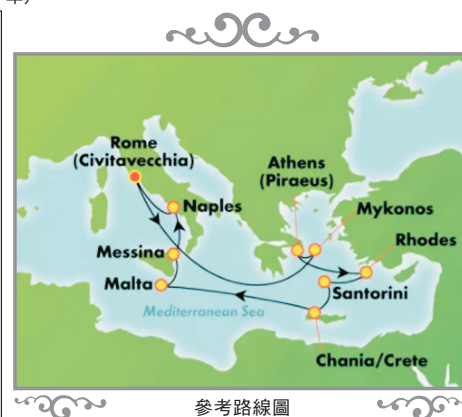 Rome
(Civitavecchia)
Athens
(Piraeus)
Naples
Mykonos
Rhodes
Messina
Malta
Santorini
Mediterranean Sea
Chania/Crete
參考路線圖